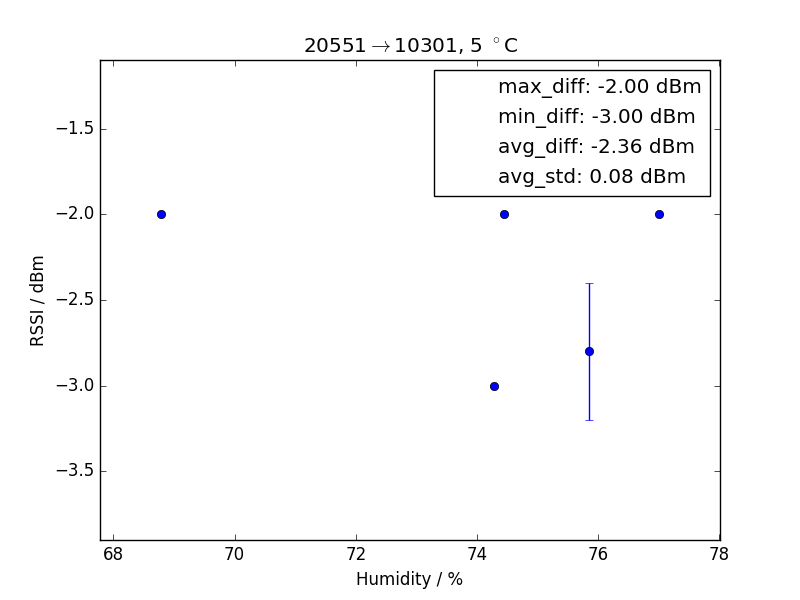 20551→10301, 5 °C
max_diff: -2.00 dBm
min_diff: -3.00 dBm
avg_diff: -2.36 dBm
avg_std: 0.08 dBm
RSSI / dBm
−1.5
−2.0
−2.5
−3.0
−3.5
68 70 72 74 76 78
Humidity / %